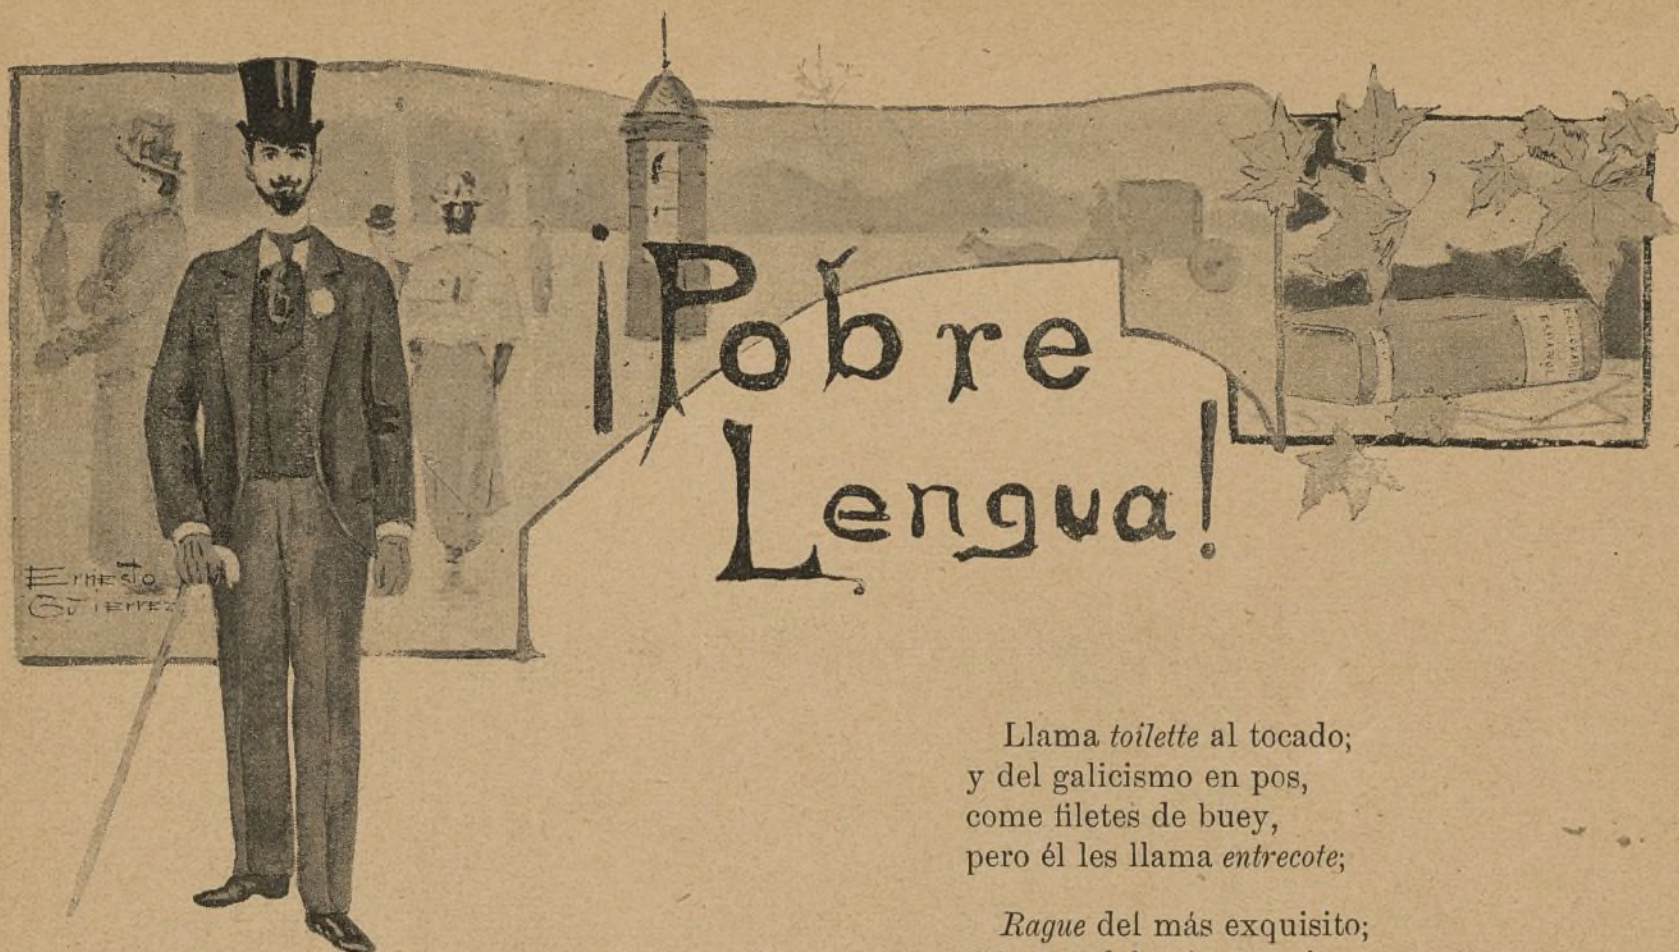 ¡Pobre
Lengua!
Ernesto
Gutierrez
Llama toilette al tocado;
y del galicismo en pos,
come filetes de buey,
pero él les llama entrecote;
Rague del más exquisito;